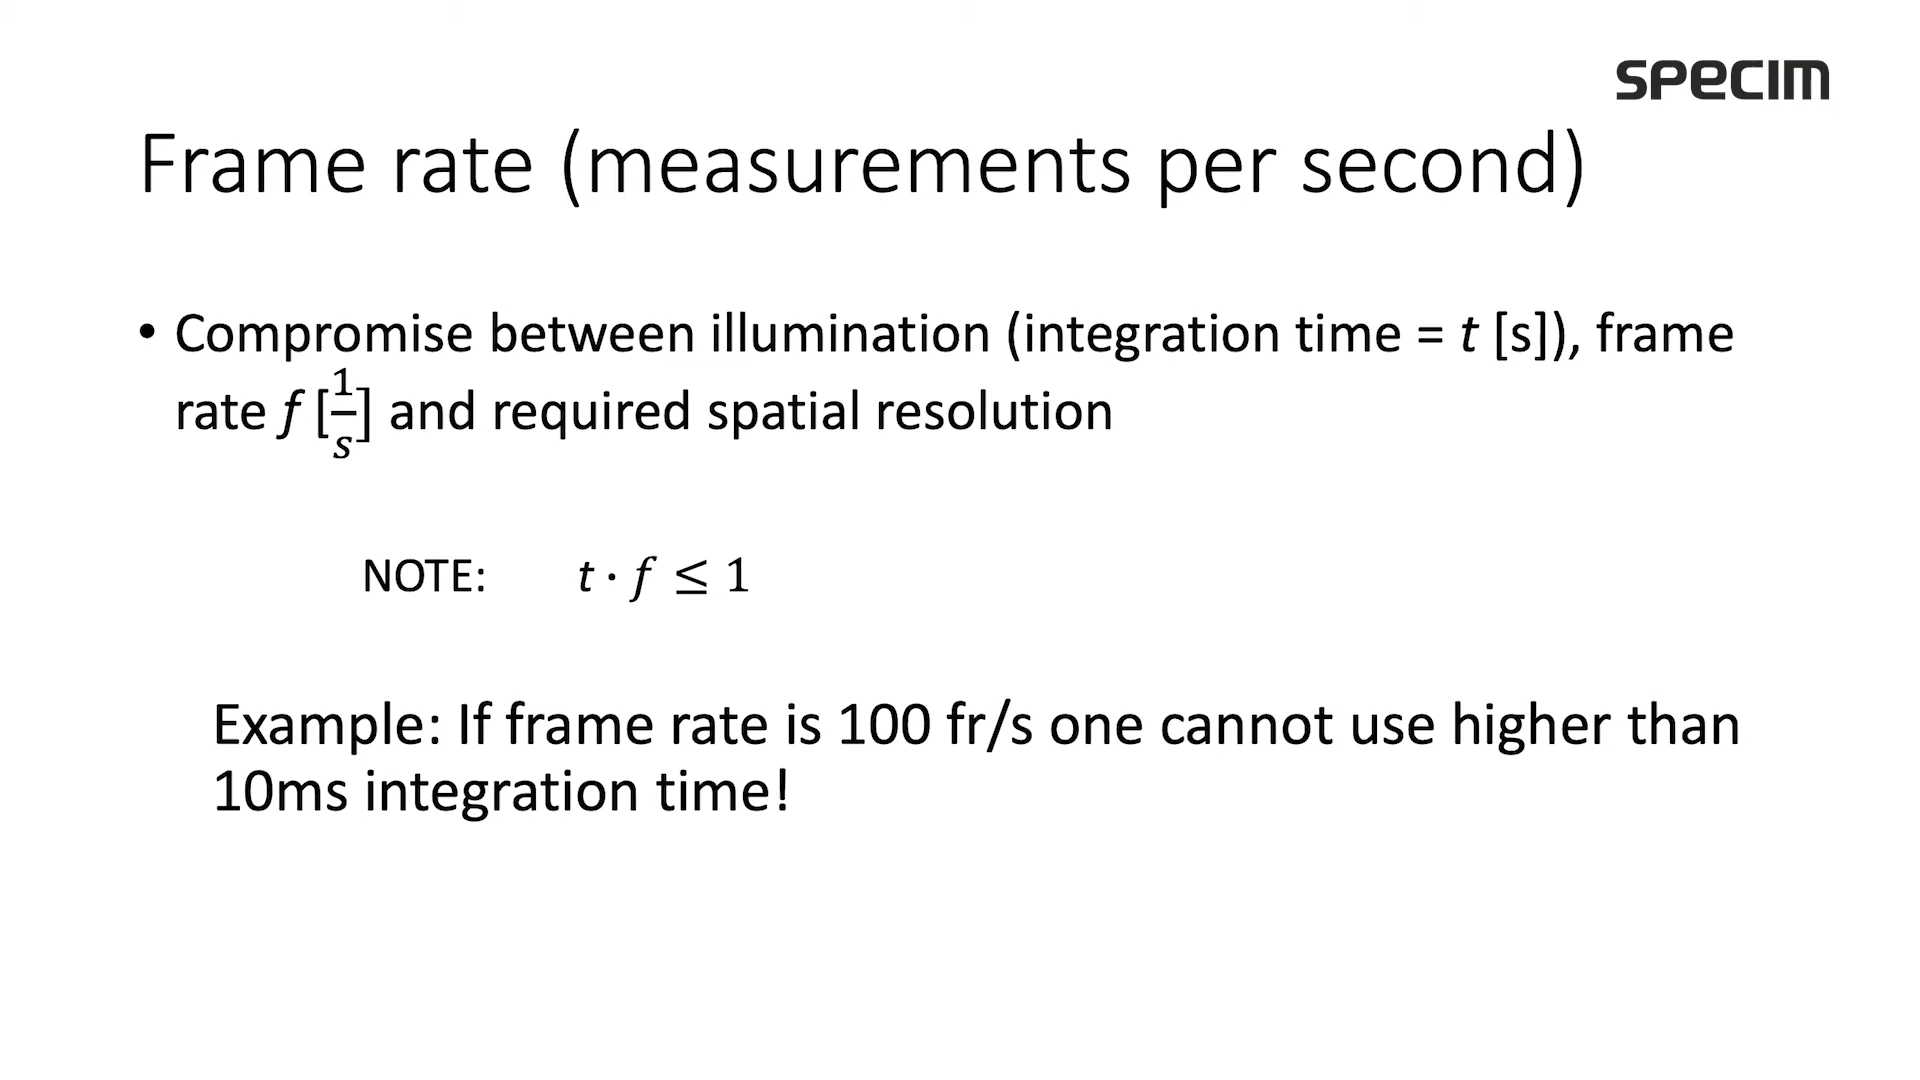 SPECIM
Frame rate (measurements per second)
• Compromise between illumination (integration time = t [s]), frame
rate f [1/s] and required spatial resolution
NOTE: t · f ≤ 1
Example: If frame rate is 100 fr/s one cannot use higher than
10ms integration time!